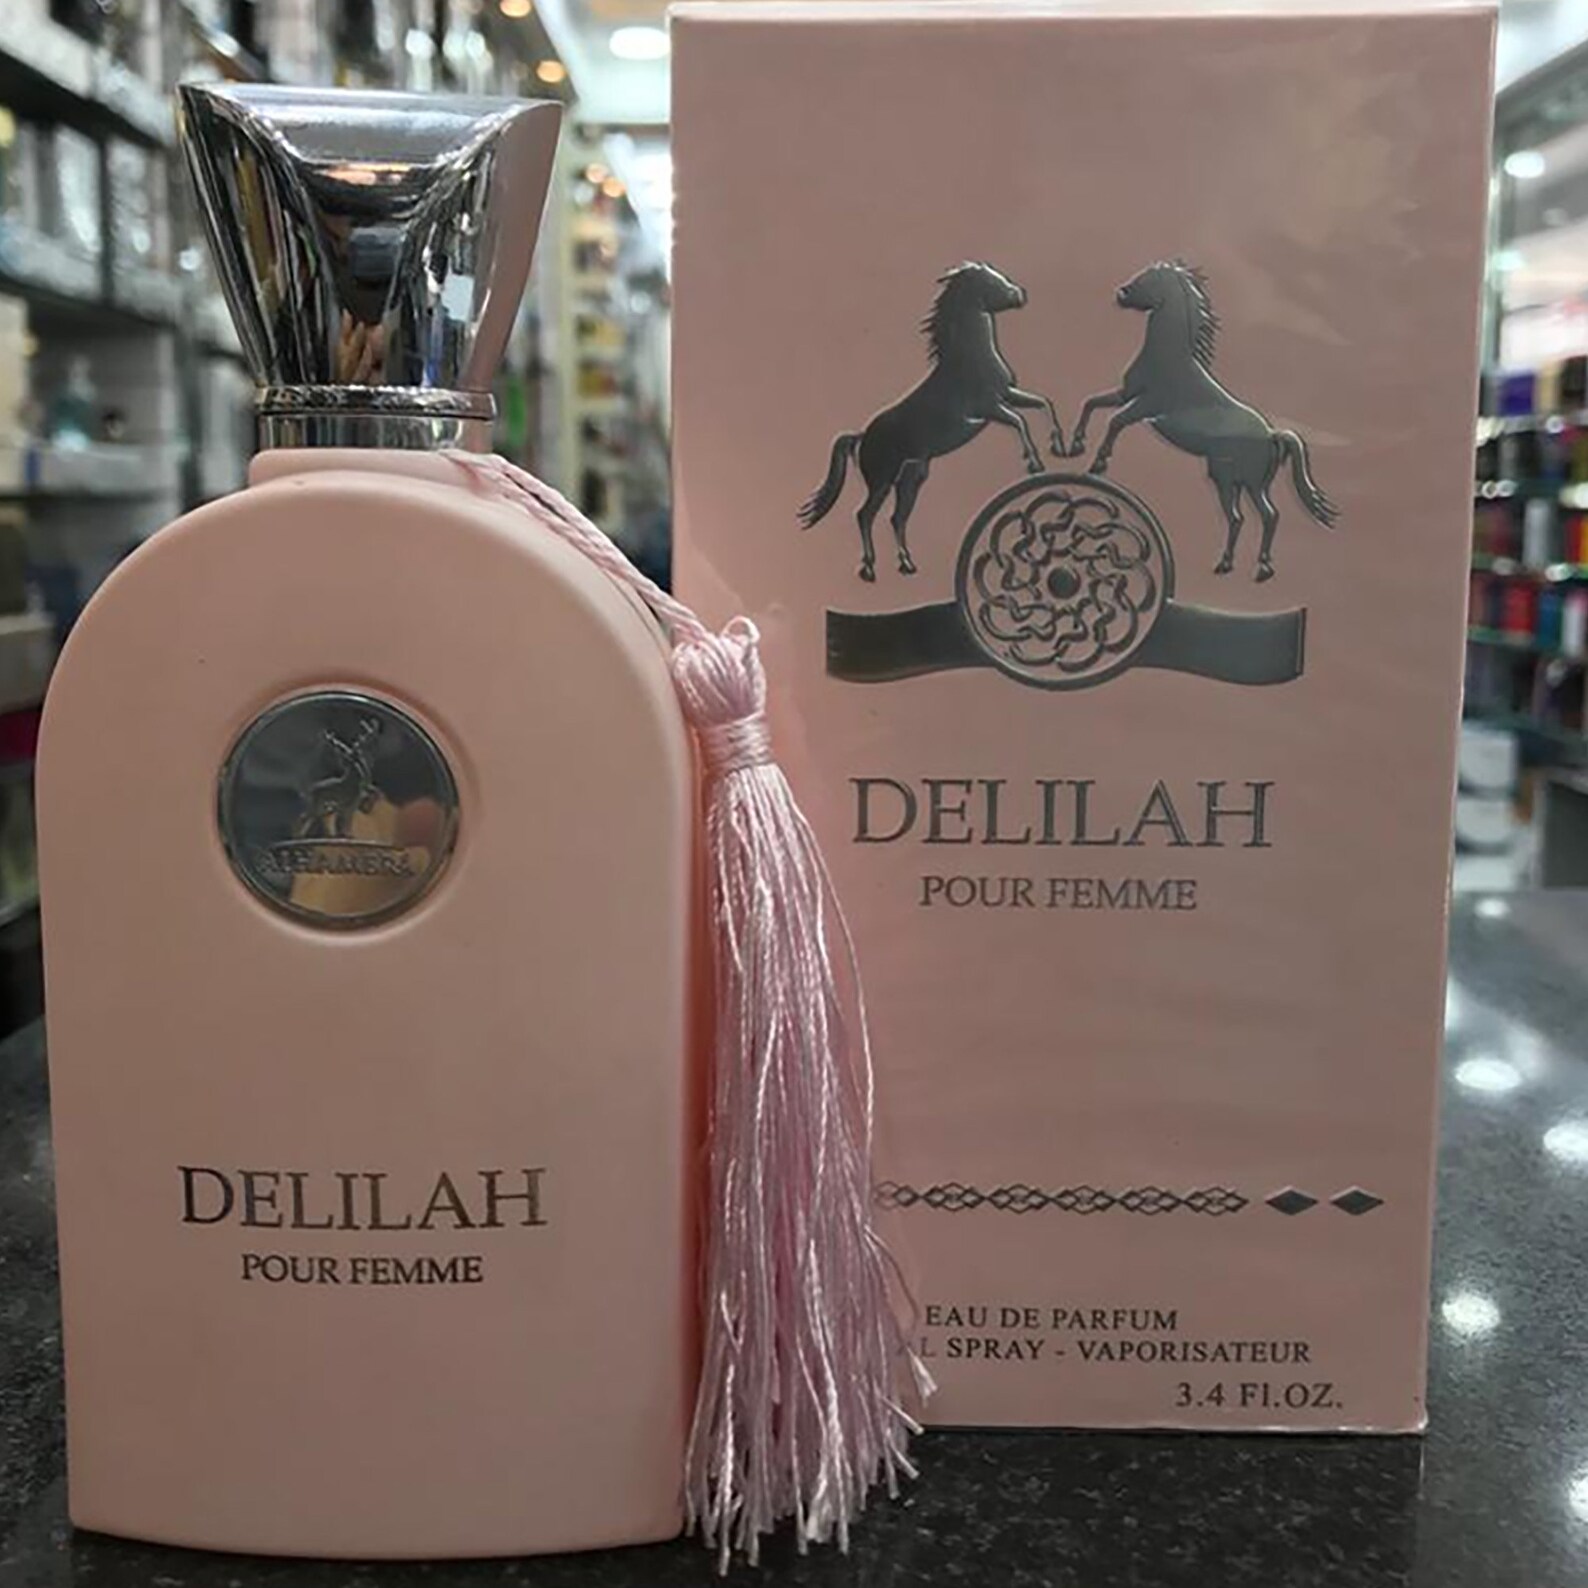 ALHAMBRA
DELILAH
POUR FEMME
DELILAH
POUR FEMME
EAU DE PARFUM
SPRAY - VAPORISATEUR
3.4 Fl.OZ.